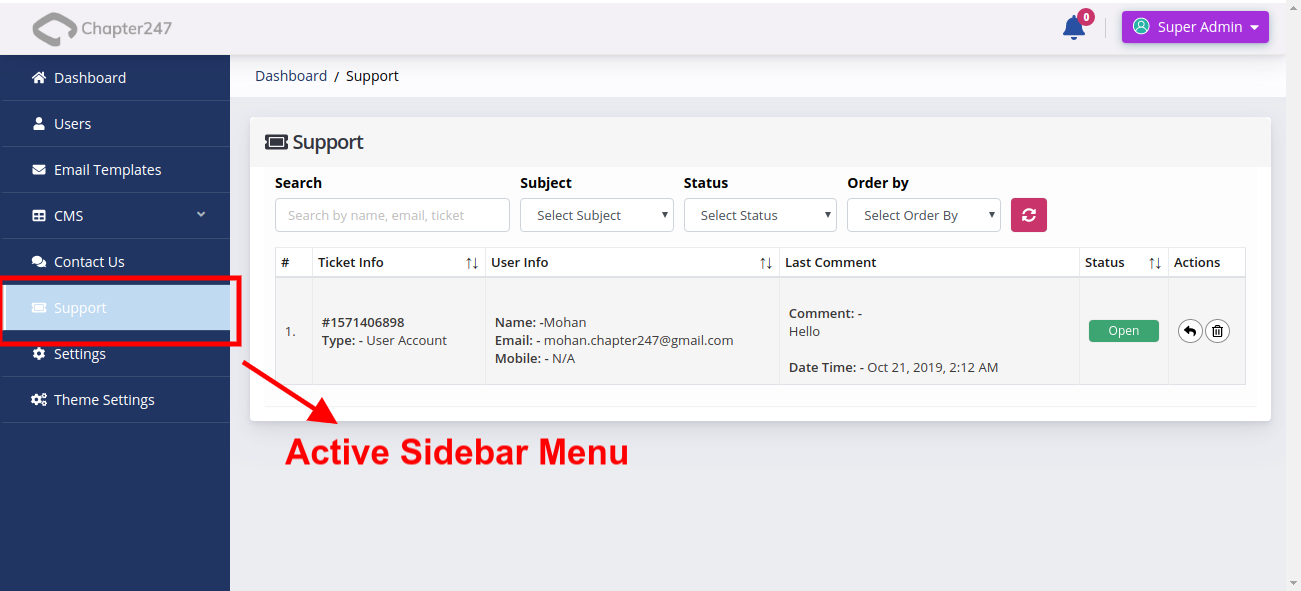 Chapter247
0
Super Admin
Dashboard
Users
Email Templates
CMS
Contact Us
Support
Settings
Theme Settings
Dashboard / Support
Support
Search Subject Status Order by
Search by name, email, ticket Select Subject Select Status Select Order By
# Ticket Info User Info Last Comment Status Actions
1.
#1571406898
Type: - User Account
Name: -Mohan
Email: - mohan.chapter247@gmail.com
Mobile: - N/A
Comment: -
Hello
Date Time: - Oct 21, 2019, 2:12 AM
Open
Active Sidebar Menu